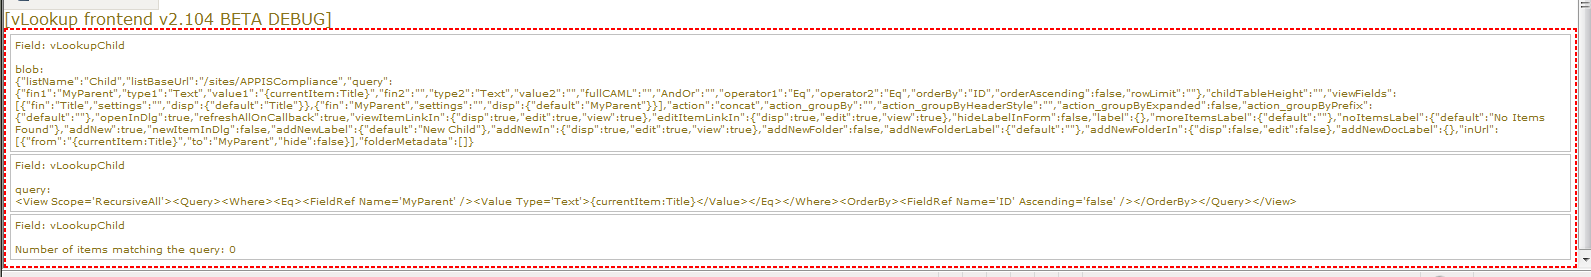 [vLookup frontend v2.104 BETA DEBUG]
Field: vLookupChild
blob:
{"listName":"Child","listBaseUrl":"/sites/APPISCompliance","query":
{"fin1":"MyParent","type1":"Text","value1":"{currentItem:Title}","fin2":"","type2":"Text","value2":"","fullCAML":"","AndOr":"","operator1":"Eq","operator2":"Eq","orderBy":"ID","orderAscending":false,"rowLimit":""},"childTableHeight":"","viewFields":
[{"fin":"Title","settings":"","disp":{"default":"Title"}},{"fin":"MyParent","settings":"","disp":{"default":"MyParent"}}],"action":"concat","action_groupBy":"","action_groupByHeaderStyle":"","action_groupByExpanded":false,"action_groupByPrefix":
{"default":""},"openInDlg":true,"refreshAllOnCallback":true,"viewItemLinkIn":{"disp":true,"edit":true,"view":true},"editItemLinkIn":{"disp":true,"edit":true,"view":true},"hideLabelInForm":false,"label":{},"moreItemsLabel":{"default":""},"noItemsLabel":{"default":"No Items
Found"},"addNew":true,"newItemInDlg":false,"addNewLabel":{"default":"New Child"},"addNewIn":{"disp":true,"edit":true,"view":true},"addNewFolder":false,"addNewFolderLabel":{"default":""},"addNewFolderIn":{"disp":false,"edit":false},"addNewDocLabel":{},"inUrl":
[{"from":"{currentItem:Title}","to":"MyParent","hide":false}],"folderMetadata":[]}
Field: vLookupChild
query:
<View Scope='RecursiveAll'><Query><Where><Eq><FieldRef Name='MyParent' /><Value Type='Text'>{currentItem:Title}</Value></Eq></Where><OrderBy><FieldRef Name='ID' Ascending='false' /></OrderBy></Query></View>
Field: vLookupChild
Number of items matching the query: 0